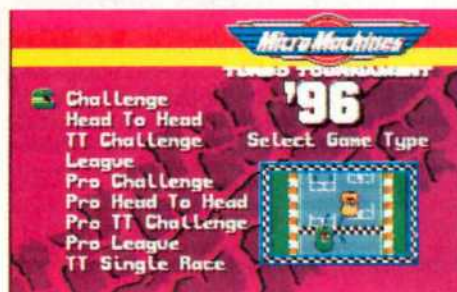 Micro Machines
TURBO TOURNAMENT
'96
Select Game Type
Challenge
Head To Head
TT Challenge
League
Pro Challenge
Pro Head To Head
Pro TT Challenge
Pro League
TT Single Race